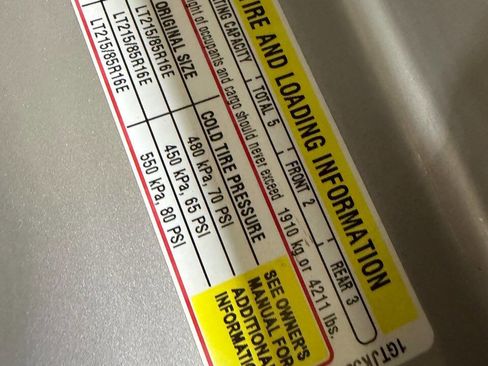 TIRE AND LOADING INFORMATION
SEATING CAPACITY TOTAL 5 FRONT 2 REAR 3
of occupants and cargo should never exceed 1910 kg or 4211 lbs.
ORIGINAL SIZE COLD TIRE PRESSURE
LT215/85R16E 480 kPa, 70 PSI
LT215/85R16E 450 kPa, 65 PSI
LT215/85R16E 550 kPa, 80 PSI
SEE OWNER'S
MANUAL FOR
ADDITIONAL
INFORMATION
1GTJK